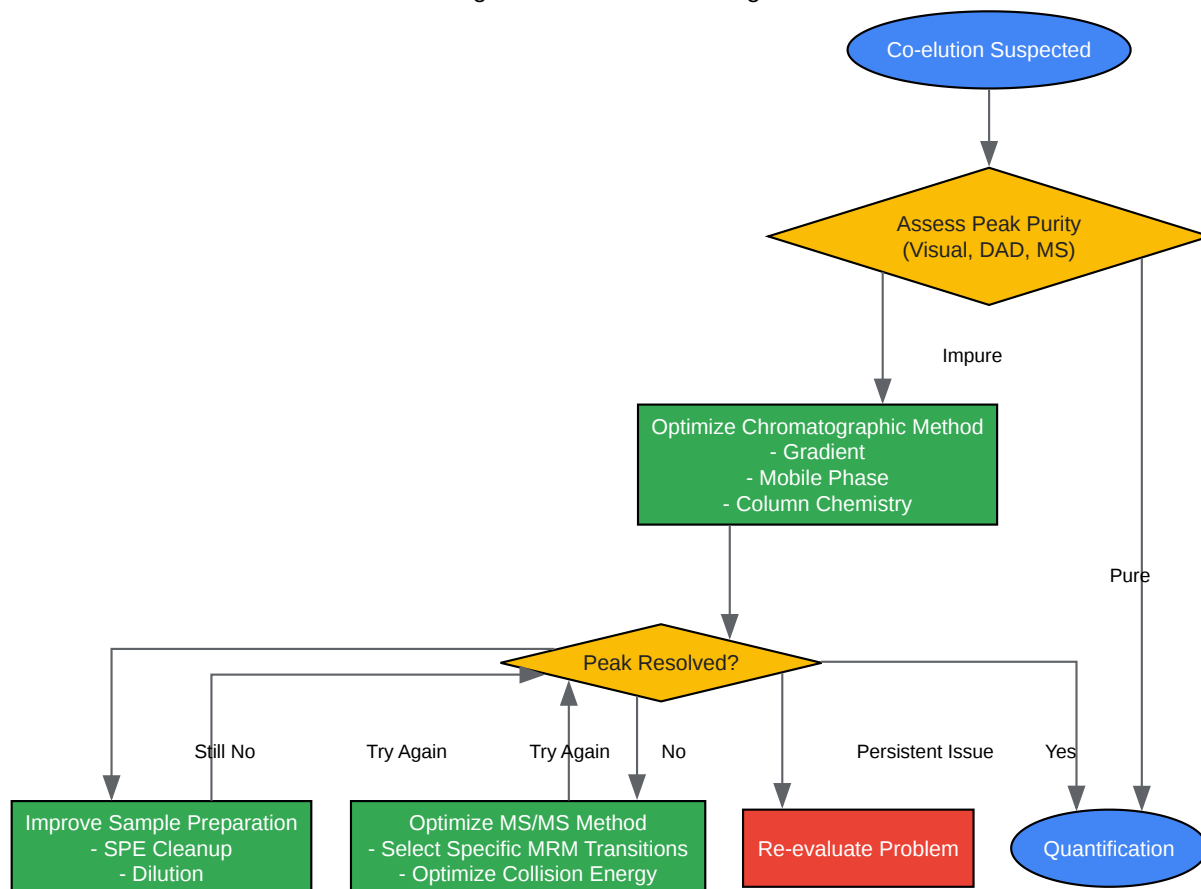 Co-elution Suspected
Assess Peak Purity
(Visual, DAD, MS)
Impure
Optimize Chromatographic Method
- Gradient
- Mobile Phase
- Column Chemistry
Pure
Peak Resolved?
Still No
Try Again
Try Again
No
Persistent Issue
Yes
Improve Sample Preparation
- SPE Cleanup
- Dilution
Optimize MS/MS Method
- Select Specific MRM Transitions
- Optimize Collision Energy
Re-evaluate Problem
Quantification